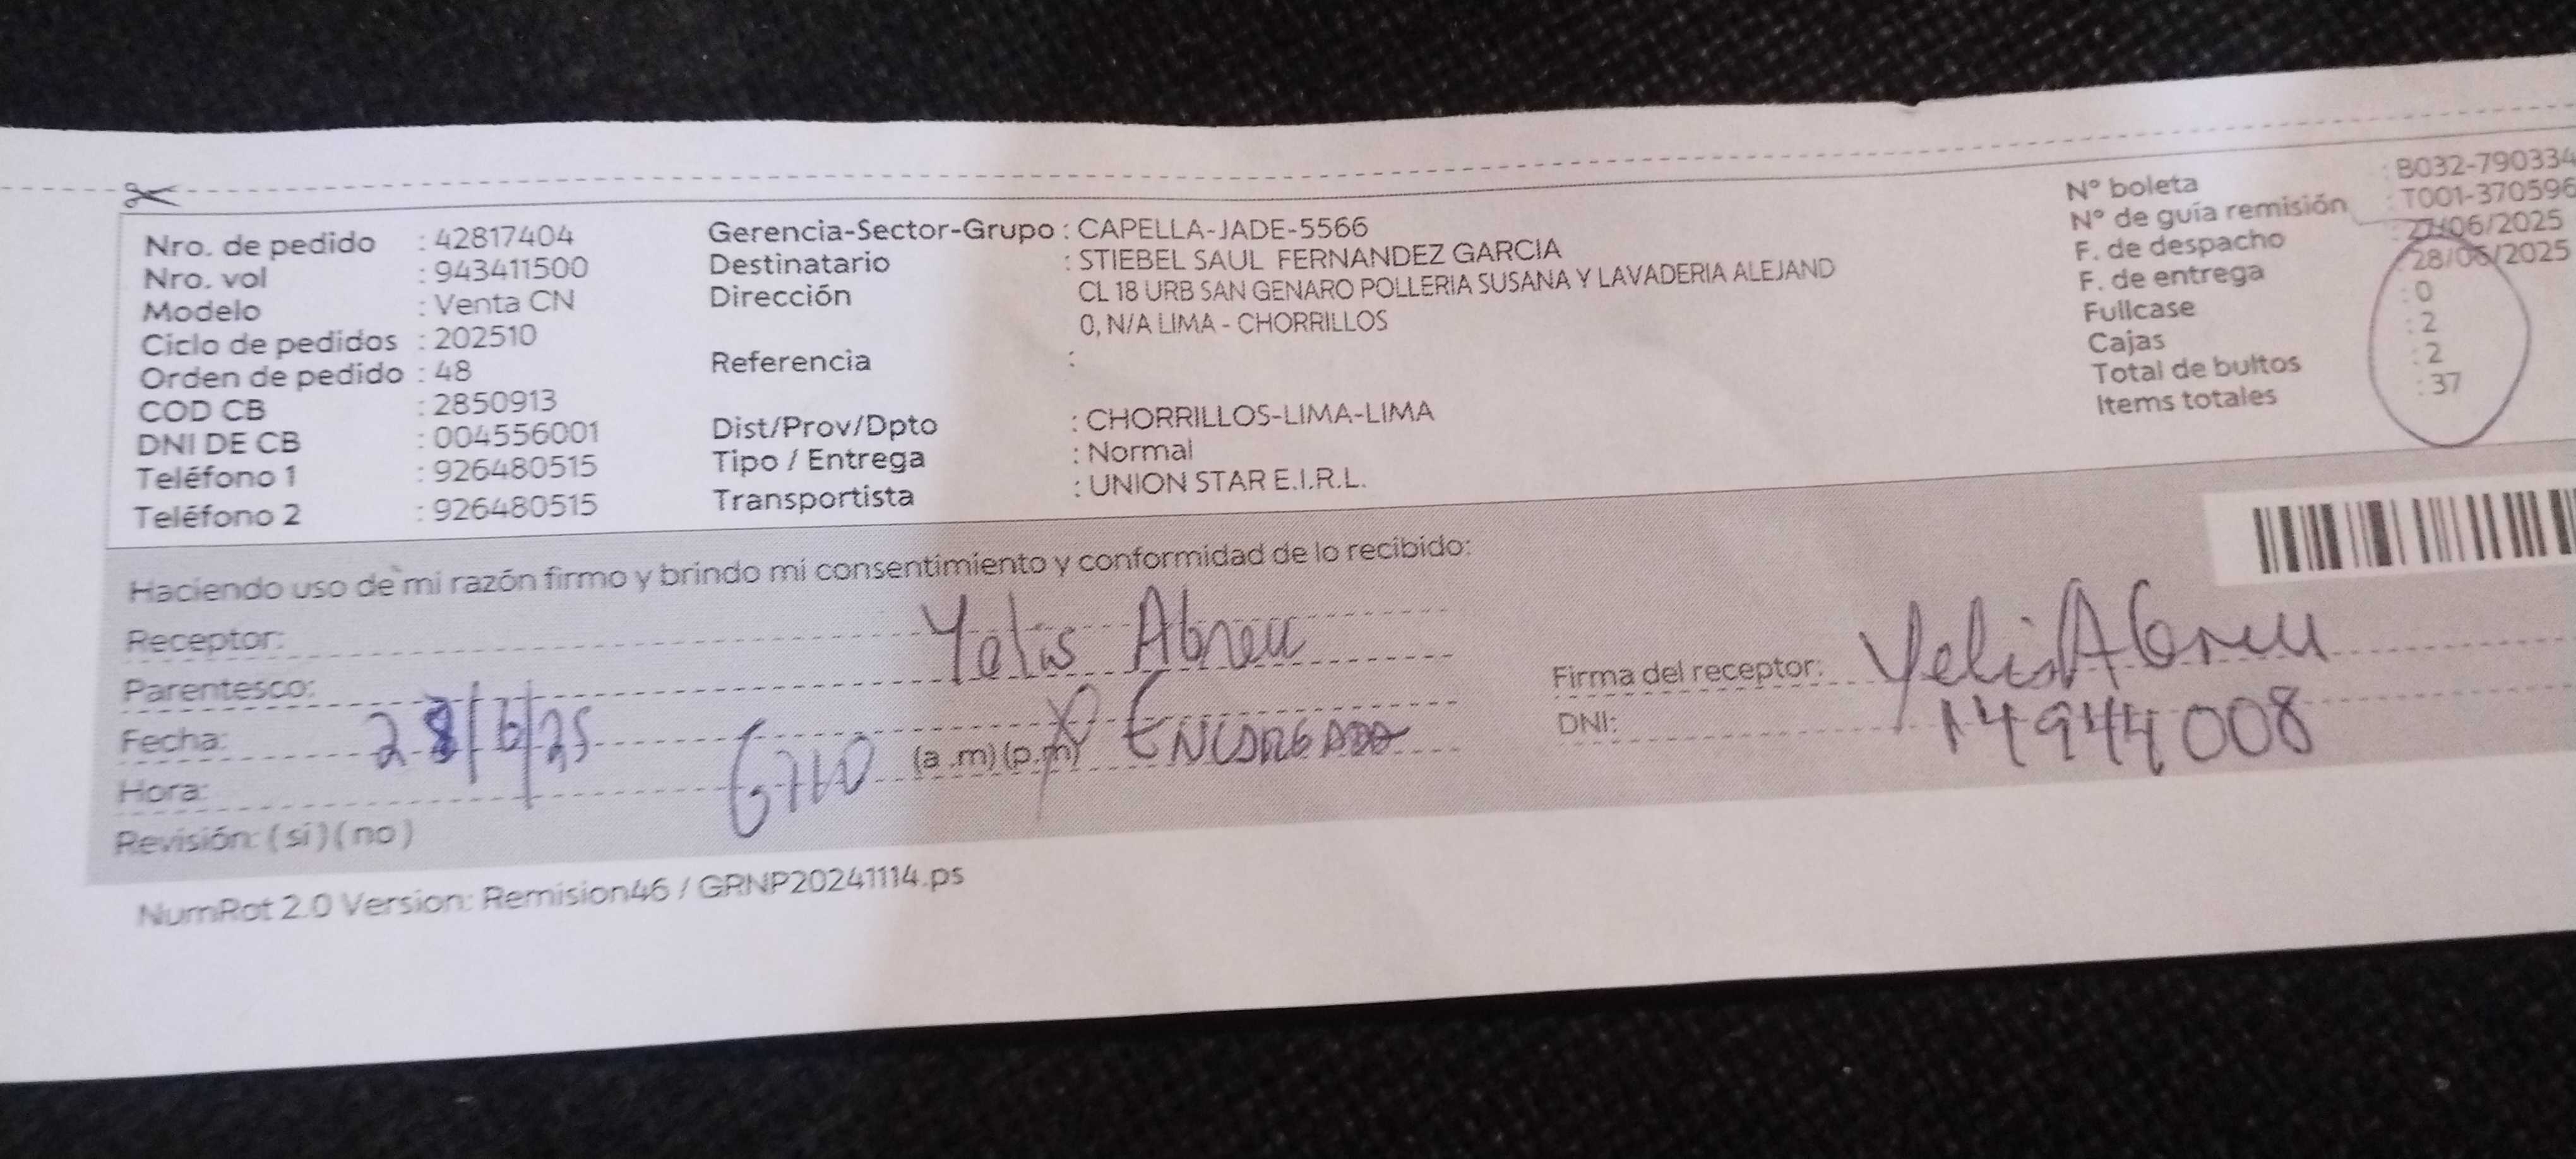 Nro. de pedido : 42817404
Nro. vol : 943411500
Modelo : Venta CN
Ciclo de pedidos : 202510
Orden de pedido : 48
COD CB : 2850913
DNI DE CB : 004556001
Teléfono 1 : 926480515
Teléfono 2 : 926480515
Gerencia-Sector-Grupo : CAPELLA-JADE-5566
Destinatario : STIEBEL SAUL FERNANDEZ GARCIA
Dirección CL 18 URB SAN GENARO POLLERIA SUSANA Y LAVADERIA ALEJAND
0, N/A LIMA - CHORRILLOS
Referencia :
Dist/Prov/Dpto : CHORRILLOS-LIMA-LIMA
Tipo / Entrega : Normal
Transportista : UNION STAR E.I.R.L.
N° boleta : B032-790334
N° de guía remisión : T001-370596
F. de despacho : 27/06/2025
F. de entrega : 28/06/2025
Fullcase : 0
Cajas : 2
Total de bultos : 2
Items totales : 37
Haciendo uso de mi razón firmo y brindo mi consentimiento y conformidad de lo recibido:
Receptor: Yelis Abreu
Parentesco:
Fecha: 28/6/25
Hora: (a .m) (p.m)
Revisión: ( sí ) ( no )
Firma del receptor: Yelis Abreu
DNI: 14944008
NumRot 2.0 Version: Remision46 / GRNP20241114.ps